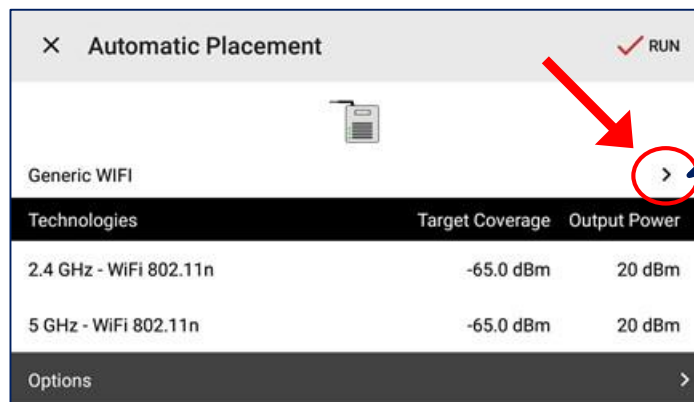 Automatic Placement RUN
Generic WIFI
Technologies Target Coverage Output Power
2.4 GHz - WiFi 802.11n -65.0 dBm 20 dBm
5 GHz - WiFi 802.11n -65.0 dBm 20 dBm
Options